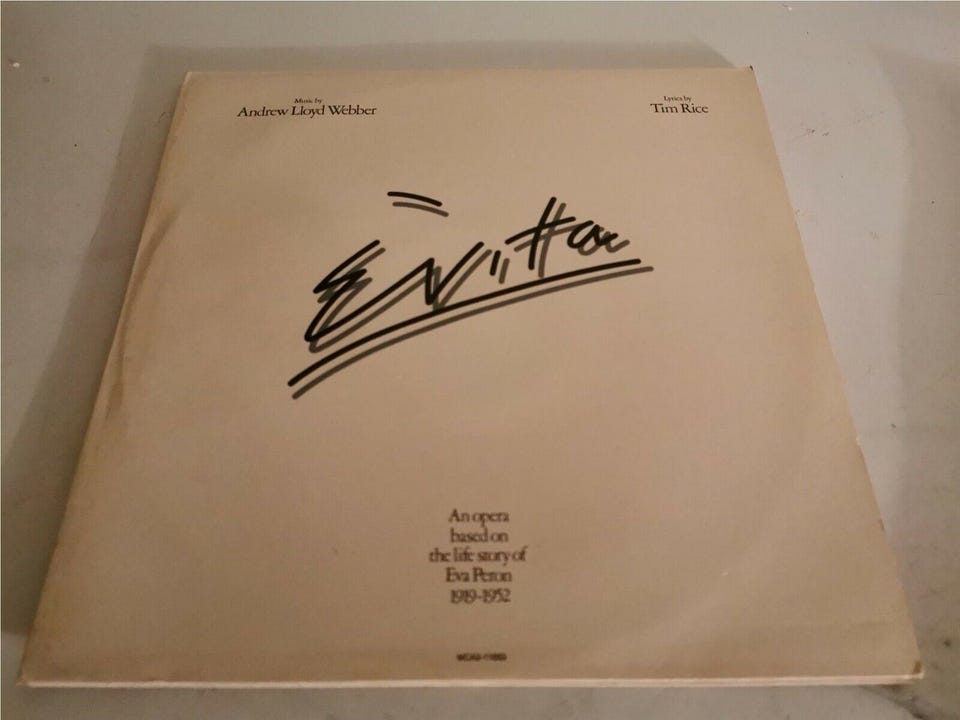 Music by
Andrew Lloyd Webber
Lyrics by
Tim Rice
Evita
An opera
based on
the life story of
Eva Peron
1919-1952